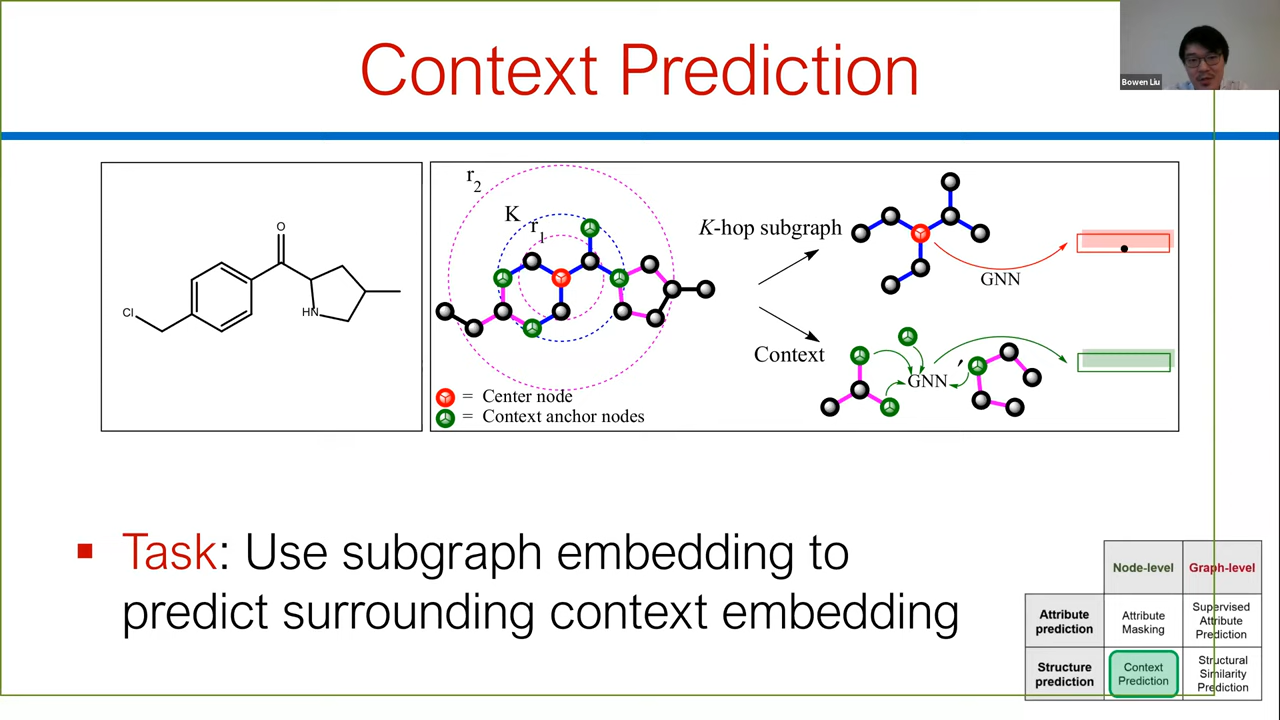 Context Prediction
Bowen Liu
O
Cl
HN
r2
K
r1
= Center node
= Context anchor nodes
K-hop subgraph
GNN
Context
GNN ′
▪ Task: Use subgraph embedding to
predict surrounding context embedding
Node-level Graph-level
Attribute prediction
Attribute Masking
Supervised Attribute Prediction
Structure prediction
Context Prediction
Structural Similarity Prediction